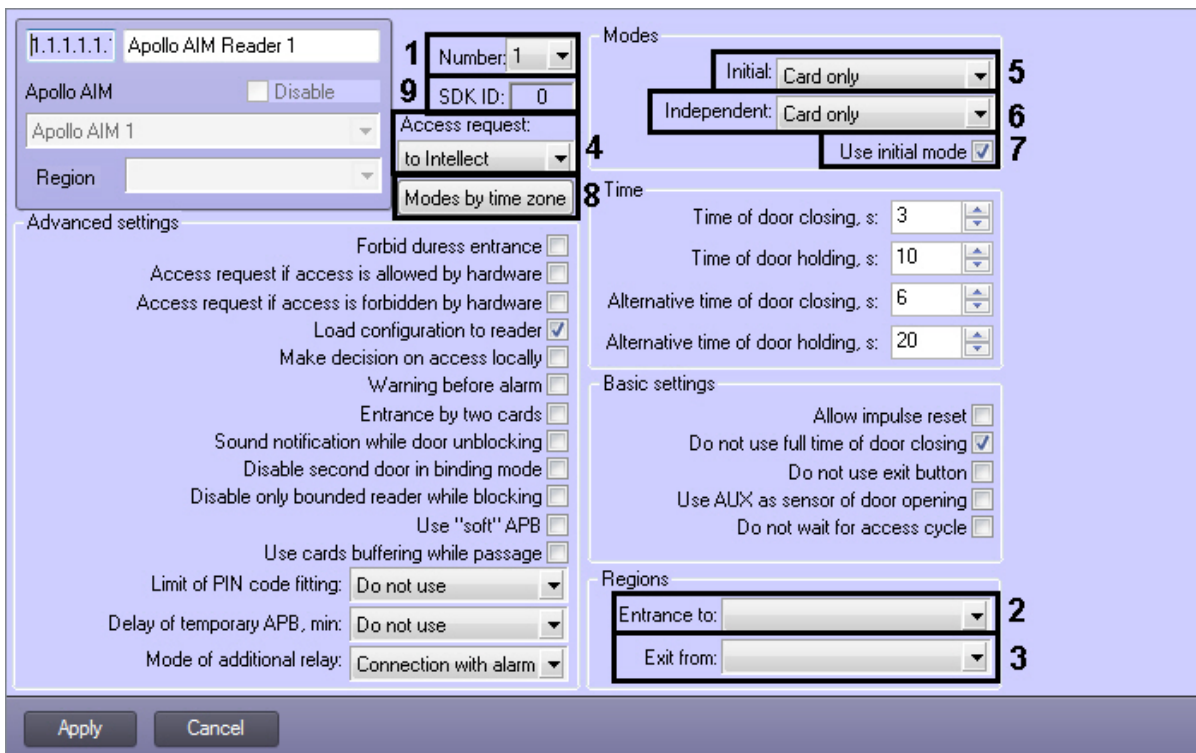 1.1.1.1.1. Apollo AIM Reader 1
Apollo AIM Disable
Apollo AIM 1
Region
1 Number: 1
9 SDK ID: 0
Access request:
to Intellect 4
Modes by time zone 8
Modes
Initial: Card only 5
Independent: Card only 6
Use initial mode 7
Advanced settings
Forbid duress entrance
Access request if access is allowed by hardware
Access request if access is forbidden by hardware
Load configuration to reader
Make decision on access locally
Warning before alarm
Entrance by two cards
Sound notification while door unblocking
Disable second door in binding mode
Disable only bounded reader while blocking
Use "soft" APB
Use cards buffering while passage
Limit of PIN code fitting: Do not use
Delay of temporary APB, min: Do not use
Mode of additional relay: Connection with alarm
Time
Time of door closing, s: 3
Time of door holding, s: 10
Alternative time of door closing, s: 6
Alternative time of door holding, s: 20
Basic settings
Allow impulse reset
Do not use full time of door closing
Do not use exit button
Use AUX as sensor of door opening
Do not wait for access cycle
Regions
Entrance to: 2
Exit from: 3
Apply Cancel